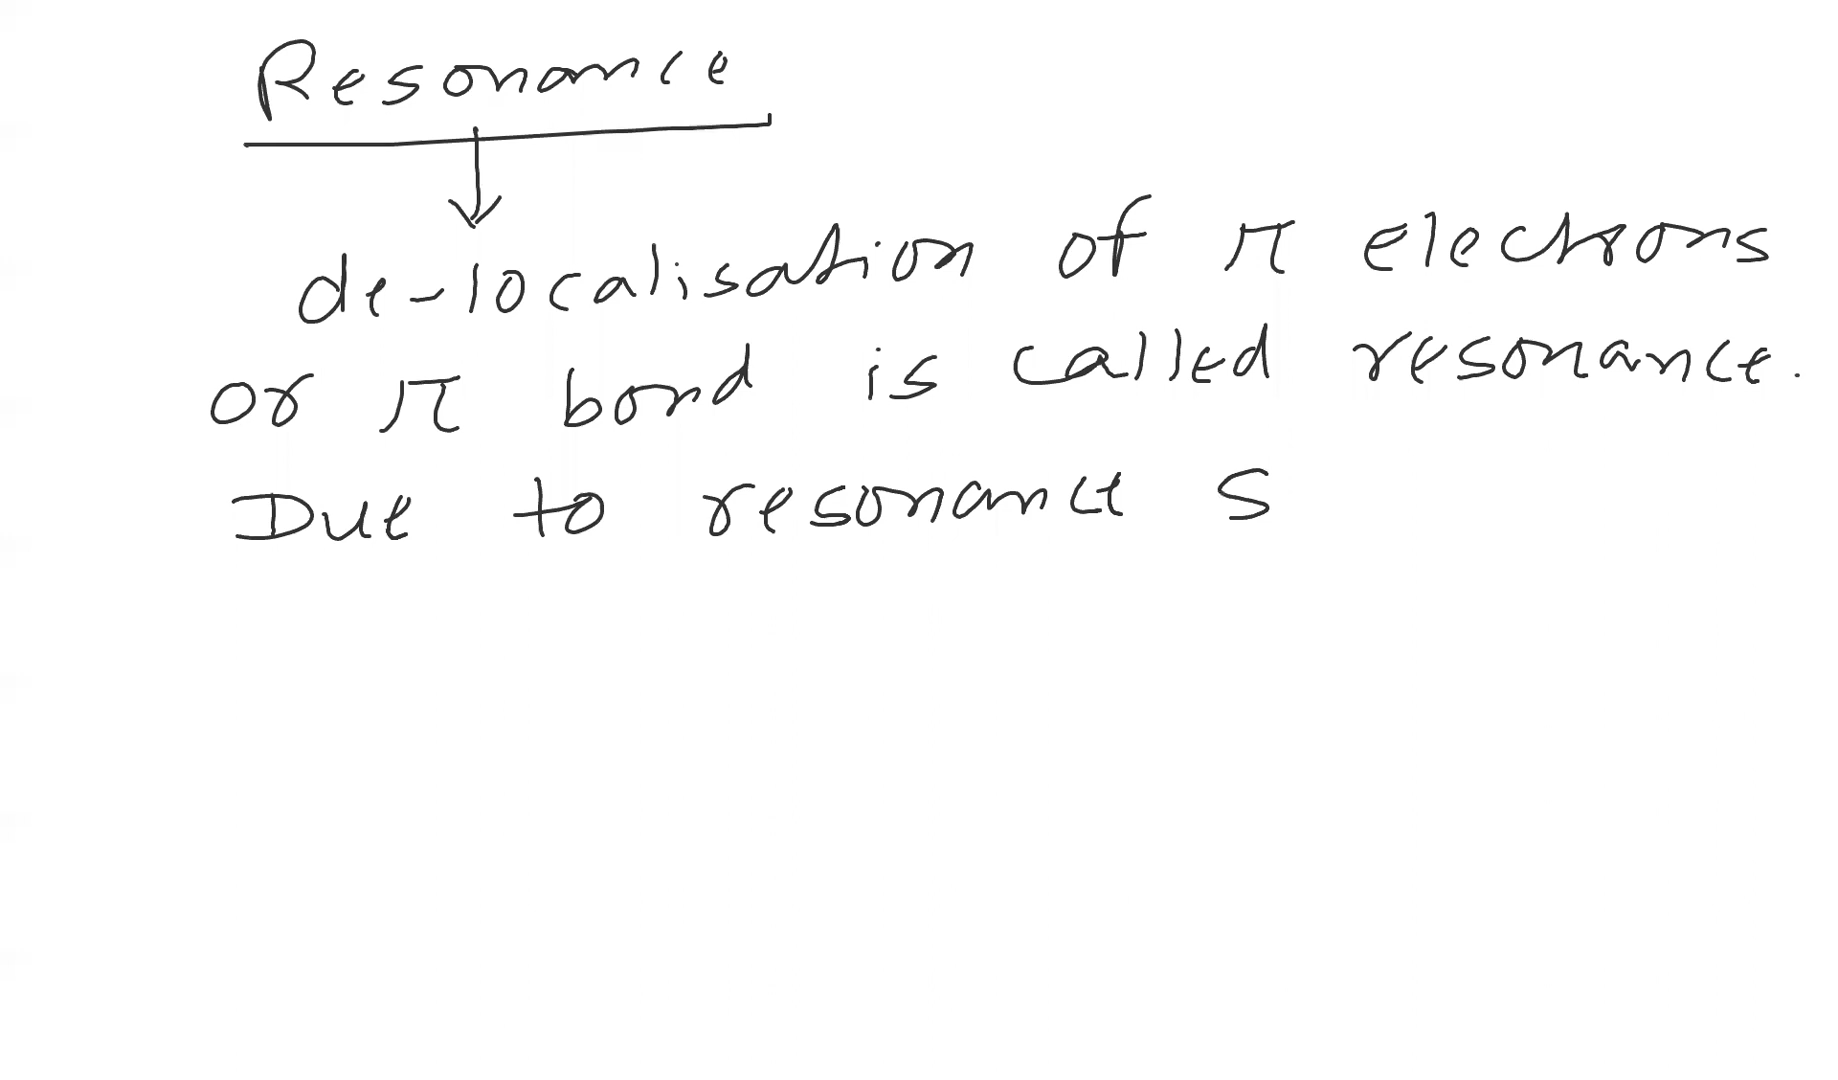 Resonance
de-localisation of π electrons
or π bond is called resonance.
Due to resonance s